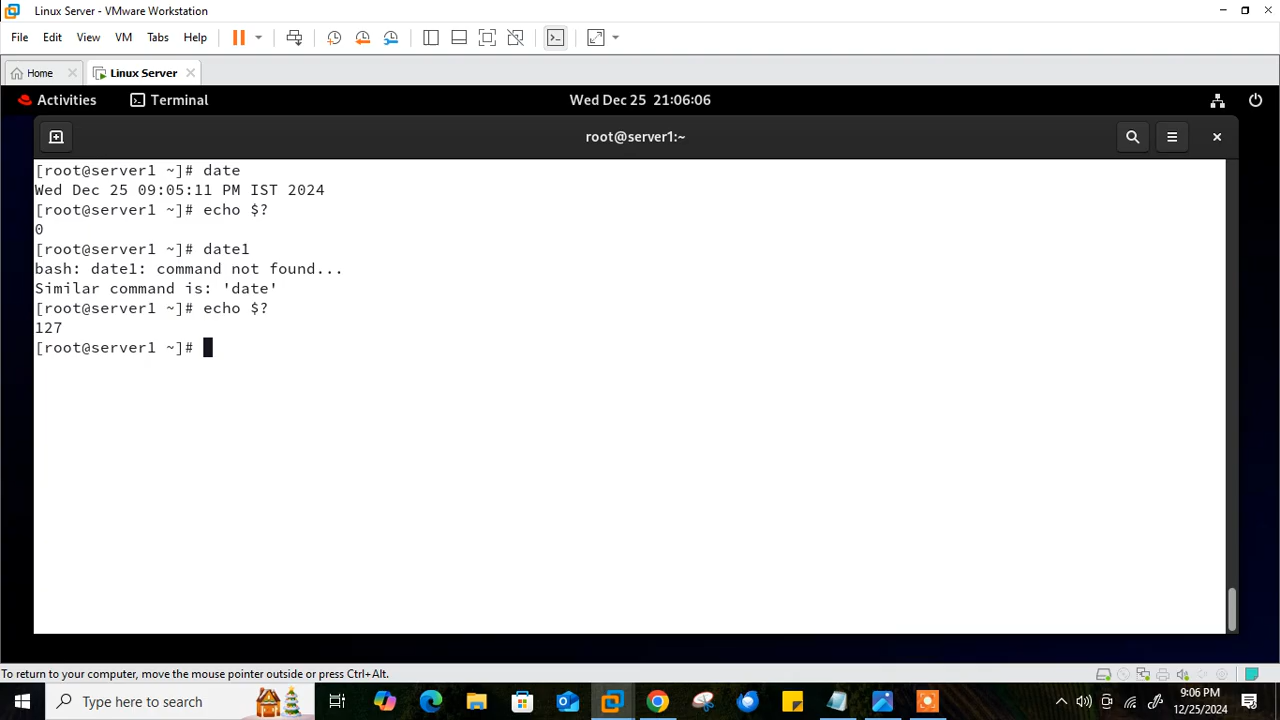 Linux Server - VMware Workstation
File Edit View VM Tabs Help
Home Linux Server
Activities Terminal Wed Dec 25 21:06:06
root@server1:~
[root@server1 ~]# date
Wed Dec 25 09:05:11 PM IST 2024
[root@server1 ~]# echo $?
0
[root@server1 ~]# date1
bash: date1: command not found...
Similar command is: 'date'
[root@server1 ~]# echo $?
127
[root@server1 ~]#
To return to your computer, move the mouse pointer outside or press Ctrl+Alt.
Type here to search
9:06 PM
12/25/2024